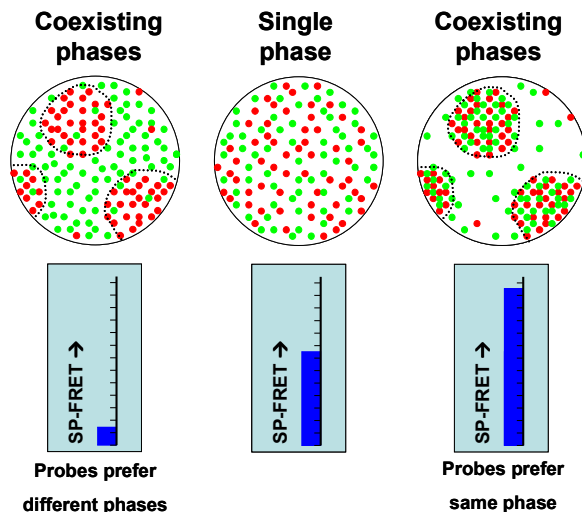 Coexisting
phases
Single
phase
Coexisting
phases
SP-FRET →
SP-FRET →
SP-FRET →
Probes prefer
different phases
Probes prefer
same phase